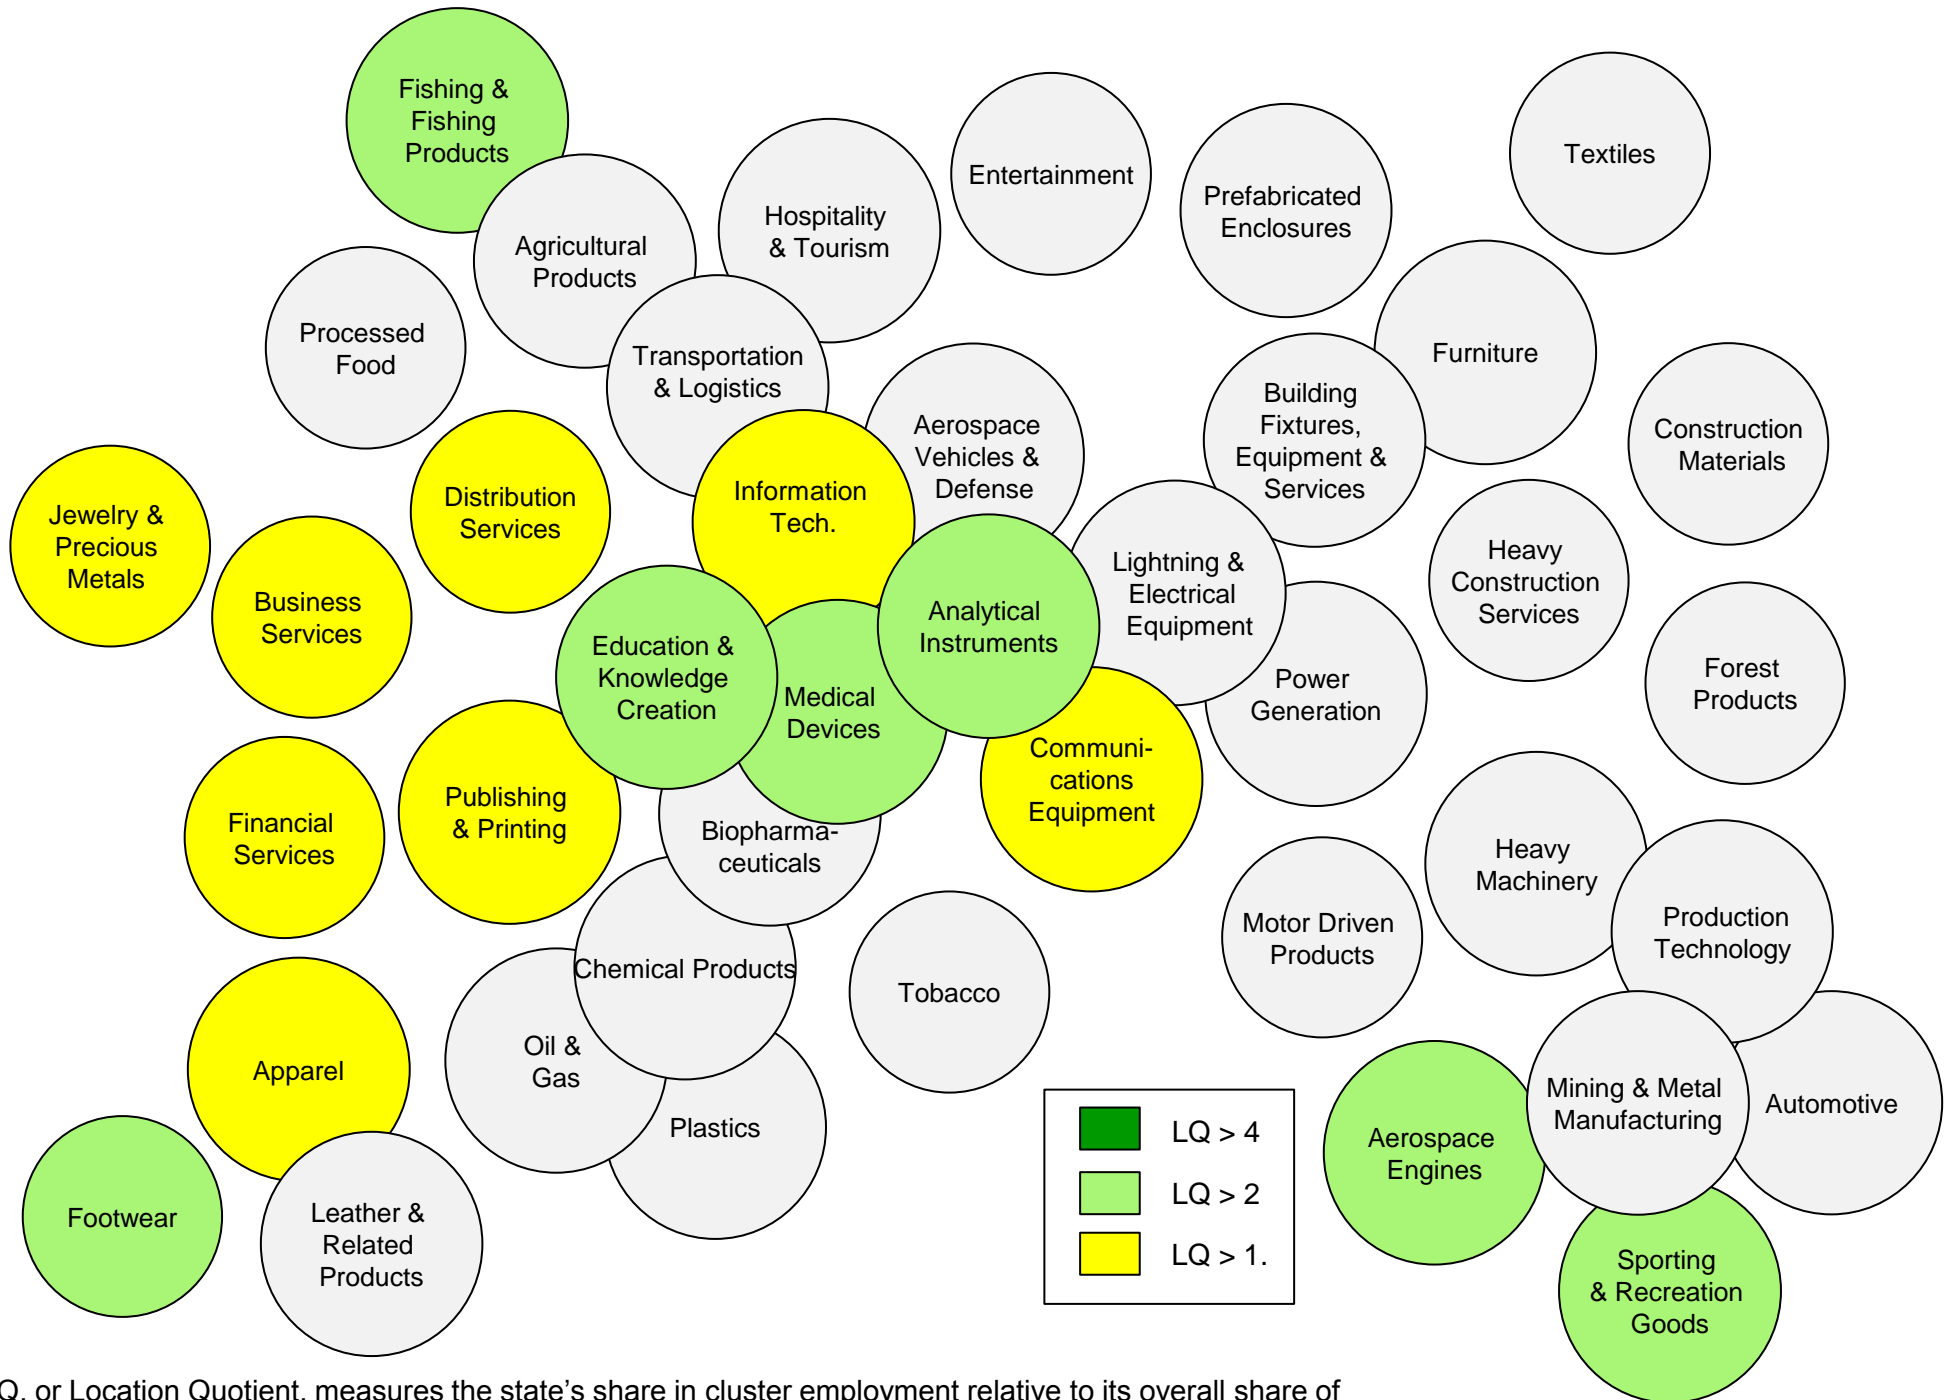 Fishing &
Fishing
Products
Entertainment
Textiles
Prefabricated
Enclosures
Hospitality
& Tourism
Agricultural
Products
Processed
Food
Transportation
& Logistics
Furniture
Building
Fixtures,
Equipment &
Services
Construction
Materials
Aerospace
Vehicles &
Defense
Information
Tech.
Distribution
Services
Jewelry &
Precious
Metals
Business
Services
Heavy
Construction
Services
Lightning &
Electrical
Equipment
Analytical
Instruments
Education &
Knowledge
Creation
Medical
Devices
Power
Generation
Forest
Products
Communi-
cations
Equipment
Publishing
& Printing
Financial
Services
Biopharma-
ceuticals
Heavy
Machinery
Motor Driven
Products
Production
Technology
Chemical Products
Tobacco
Oil &
Gas
Apparel
Plastics
Mining & Metal
Manufacturing
Automotive
Aerospace
Engines
Footwear
Leather &
Related
Products
Sporting
& Recreation
Goods
LQ > 4
LQ > 2
LQ > 1.
Q, or Location Quotient, measures the state's share in cluster employment relative to its overall share of